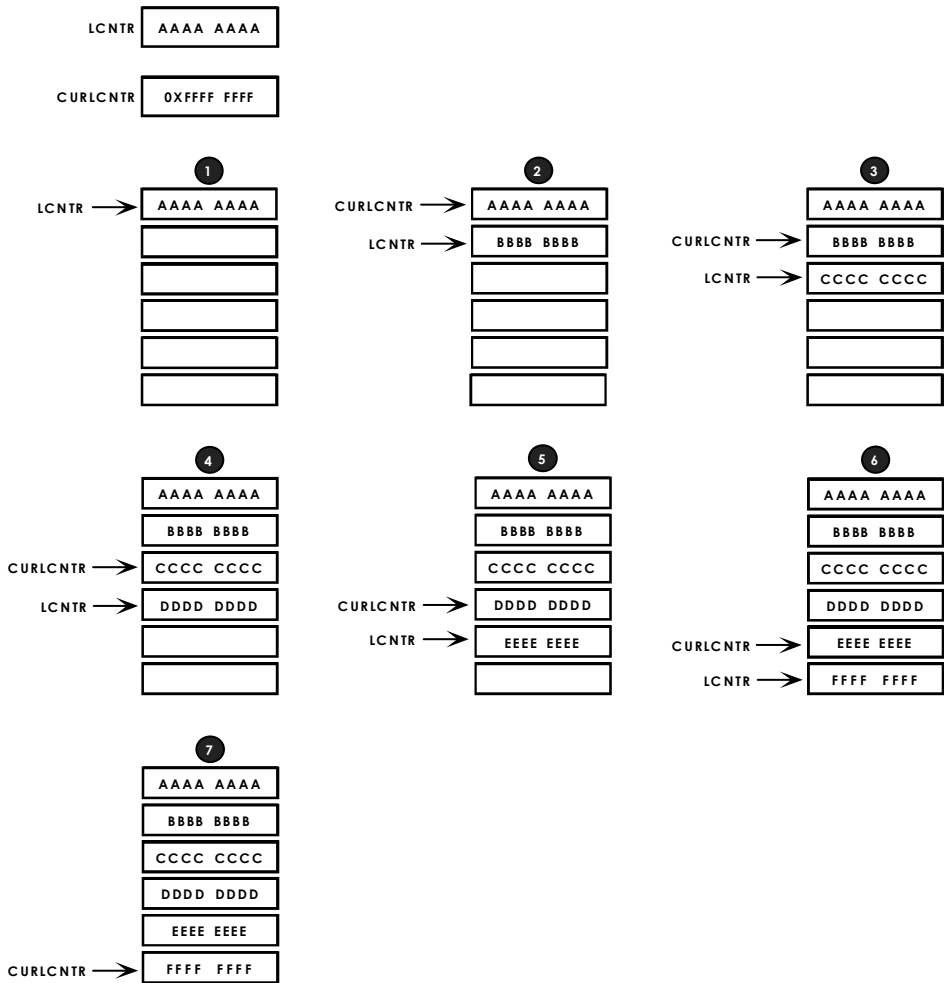 LCNTR AAAA AAAA
CURLCNTR 0XFFFF FFFF
1
LCNTR AAAA AAAA
2
CURLCNTR AAAA AAAA
LCNTR BBBB BBBB
3
AAAA AAAA
CURLCNTR BBBB BBBB
LCNTR CCCC CCCC
4
AAAA AAAA
BBBB BBBB
CURLCNTR CCCC CCCC
LCNTR DDDD DDDD
5
AAAA AAAA
BBBB BBBB
CCCC CCCC
CURLCNTR DDDD DDDD
LCNTR EEEE EEEE
6
AAAA AAAA
BBBB BBBB
CCCC CCCC
DDDD DDDD
CURLCNTR EEEE EEEE
LCNTR FFFF FFFF
7
AAAA AAAA
BBBB BBBB
CCCC CCCC
DDDD DDDD
EEEE EEEE
CURLCNTR FFFF FFFF